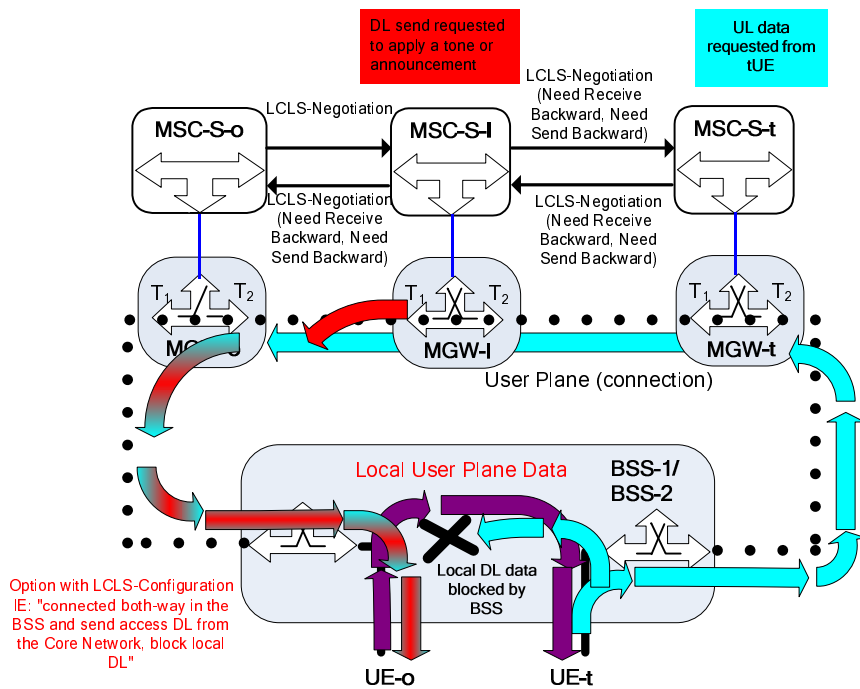 DL send requested
to apply a tone or
announcement
UL data
requested from
tUE
MSC-S-o
LCLS-Negotiation
MSC-S-I
LCLS-Negotiation
(Need Receive
Backward, Need
Send Backward)
MSC-S-t
LCLS-Negotiation
(Need Receive
Backward, Need
Send Backward)
LCLS-Negotiation
(Need Receive
Backward, Need
Send Backward)
T1
T2
T1
T2
T1
T2
MGW-I
MGW-t
User Plane (connection)
Local User Plane Data
BSS-1/
BSS-2
Local DL data
blocked by
BSS
Option with LCLS-Configuration
IE: "connected both-way in the
BSS and send access DL from
the Core Network, block local
DL"
UE-o
UE-t